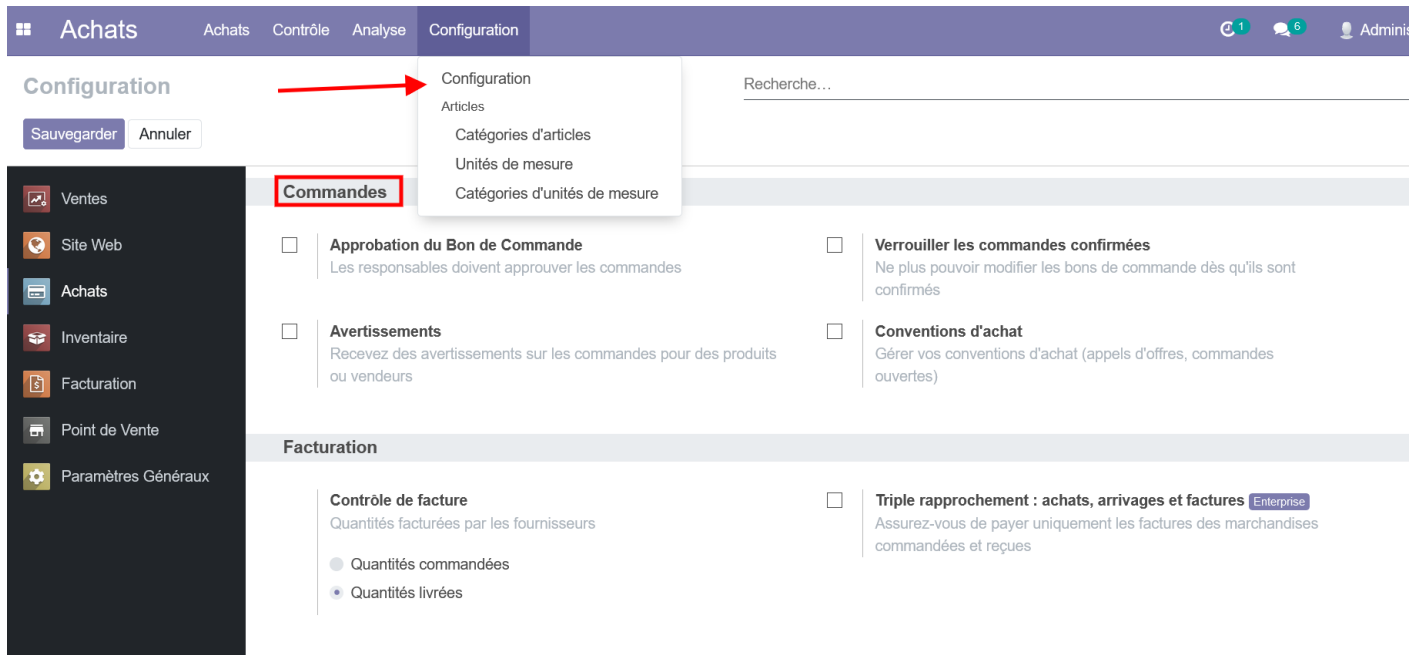 Achats
Achats
Contrôle
Analyse
Configuration
1
6
Adminis
Configuration
Configuration
Recherche…
Articles
Sauvegarder
Annuler
Catégories d'articles
Unités de mesure
Catégories d'unités de mesure
Ventes
Site Web
Achats
Inventaire
Facturation
Point de Vente
Paramètres Généraux
Commandes
Approbation du Bon de Commande
Les responsables doivent approuver les commandes
Verrouiller les commandes confirmées
Ne plus pouvoir modifier les bons de commande dès qu'ils sont
confirmés
Avertissements
Recevez des avertissements sur les commandes pour des produits
ou vendeurs
Conventions d'achat
Gérer vos conventions d'achat (appels d'offres, commandes
ouvertes)
Facturation
Contrôle de facture
Quantités facturées par les fournisseurs
Quantités commandées
Quantités livrées
Triple rapprochement : achats, arrivages et factures Enterprise
Assurez-vous de payer uniquement les factures des marchandises
commandées et reçues